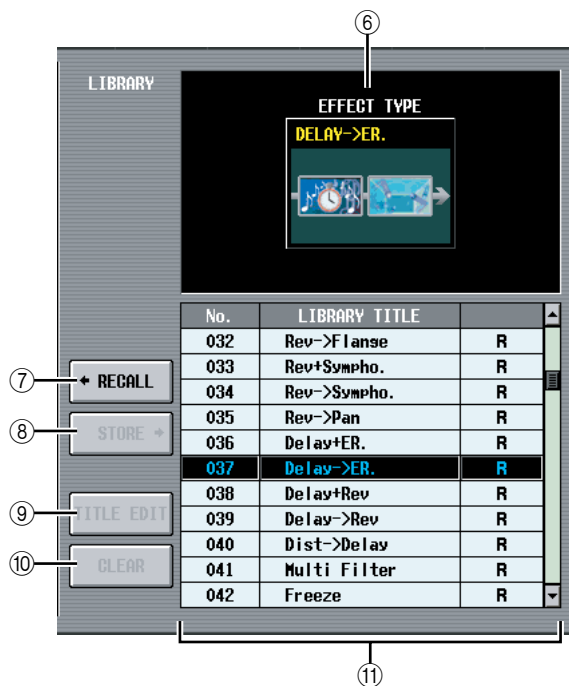 ⑥
LIBRARY
EFFECT TYPE
DELAY->ER.
No. LIBRARY TITLE
032 Rev->Flange R
033 Rev+Sympho. R
⑦ ← RECALL
034 Rev->Sympho. R
035 Rev->Pan R
⑧ STORE →
036 Delay+ER. R
037 Delay->ER. R
038 Delay+Rev R
⑨ TITLE EDIT
039 Delay->Rev R
040 Dist->Delay R
⑩ CLEAR
041 Multi Filter R
042 Freeze R
⑪